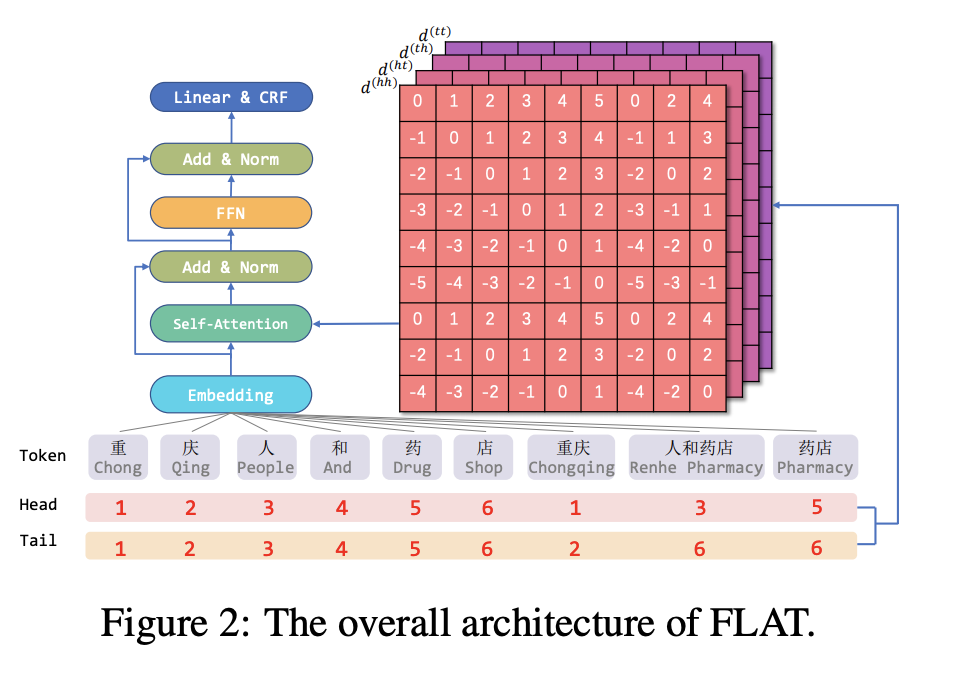 d^(tt)
d^(th)
d^(ht)
d^(hh)
Linear & CRF
Add & Norm
FFN
Add & Norm
Self-Attention
Embedding
0 1 2 3 4 5 0 2 4
-1 0 1 2 3 4 -1 1 3
-2 -1 0 1 2 3 -2 0 2
-3 -2 -1 0 1 2 -3 -1 1
-4 -3 -2 -1 0 1 -4 -2 0
-5 -4 -3 -2 -1 0 -5 -3 -1
0 1 2 3 4 5 0 2 4
-2 -1 0 1 2 3 -2 0 2
-4 -3 -2 -1 0 1 -4 -2 0
Token
重 庆 人 和 药 店 重庆 人和药店 药店
Chong Qing People And Drug Shop Chongqing Renhe Pharmacy Pharmacy
Head 1 2 3 4 5 6 1 3 5
Tail 1 2 3 4 5 6 2 6 6
Figure 2: The overall architecture of FLAT.